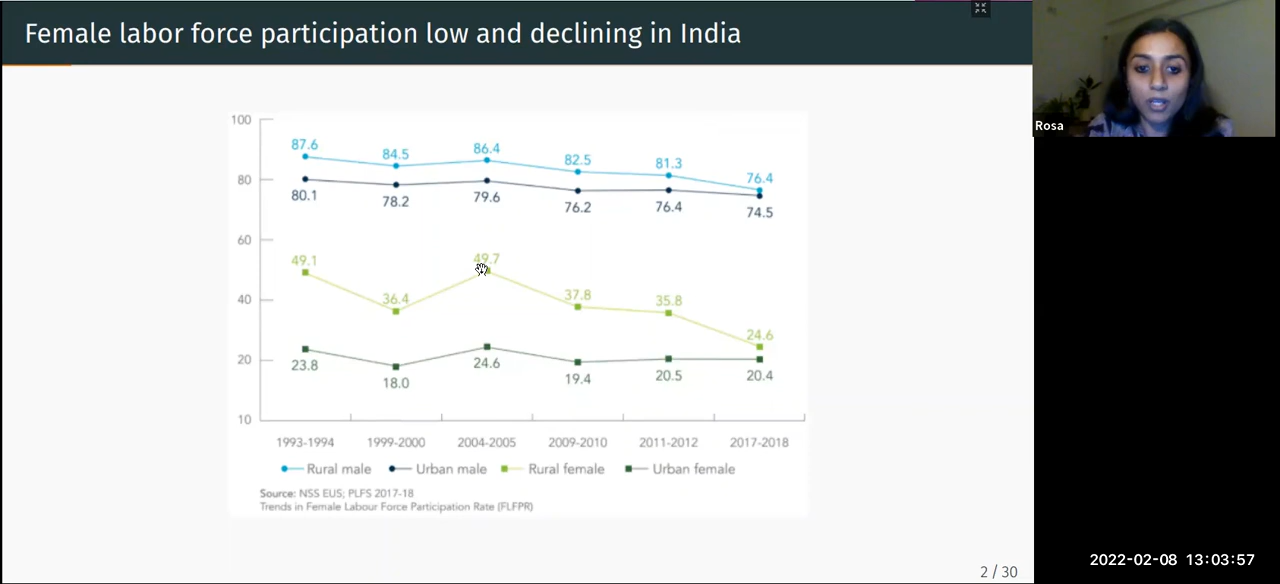 Female labor force participation low and declining in India
Rosa
100
87.6 84.5 86.4 82.5 81.3 76.4
80
80.1 78.2 79.6 76.2 76.4 74.5
60
49.1 36.4 49.7 37.8 35.8 24.6
40
20
23.8 18.0 24.6 19.4 20.5 20.4
10
1993-1994 1999-2000 2004-2005 2009-2010 2011-2012 2017-2018
Rural male Urban male Rural female Urban female
Source: NSS EUS; PLFS 2017-18
Trends in Female Labour Force Participation Rate (FLFPR)
2 / 30
2022-02-08 13:03:57